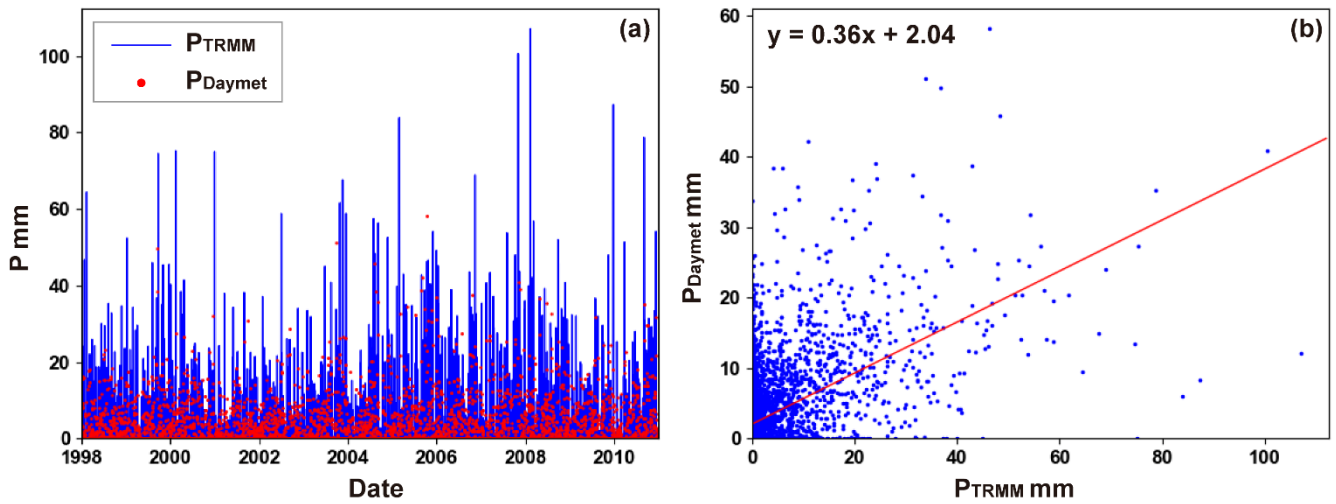 (a)
PTRMM
PDaymet
P mm
100
80
60
40
20
0
1998 2000 2002 2004 2006 2008 2010
Date
y = 0.36x + 2.04
(b)
PDaymet mm
60
50
40
30
20
10
0
0 20 40 60 80 100
PTRMM mm